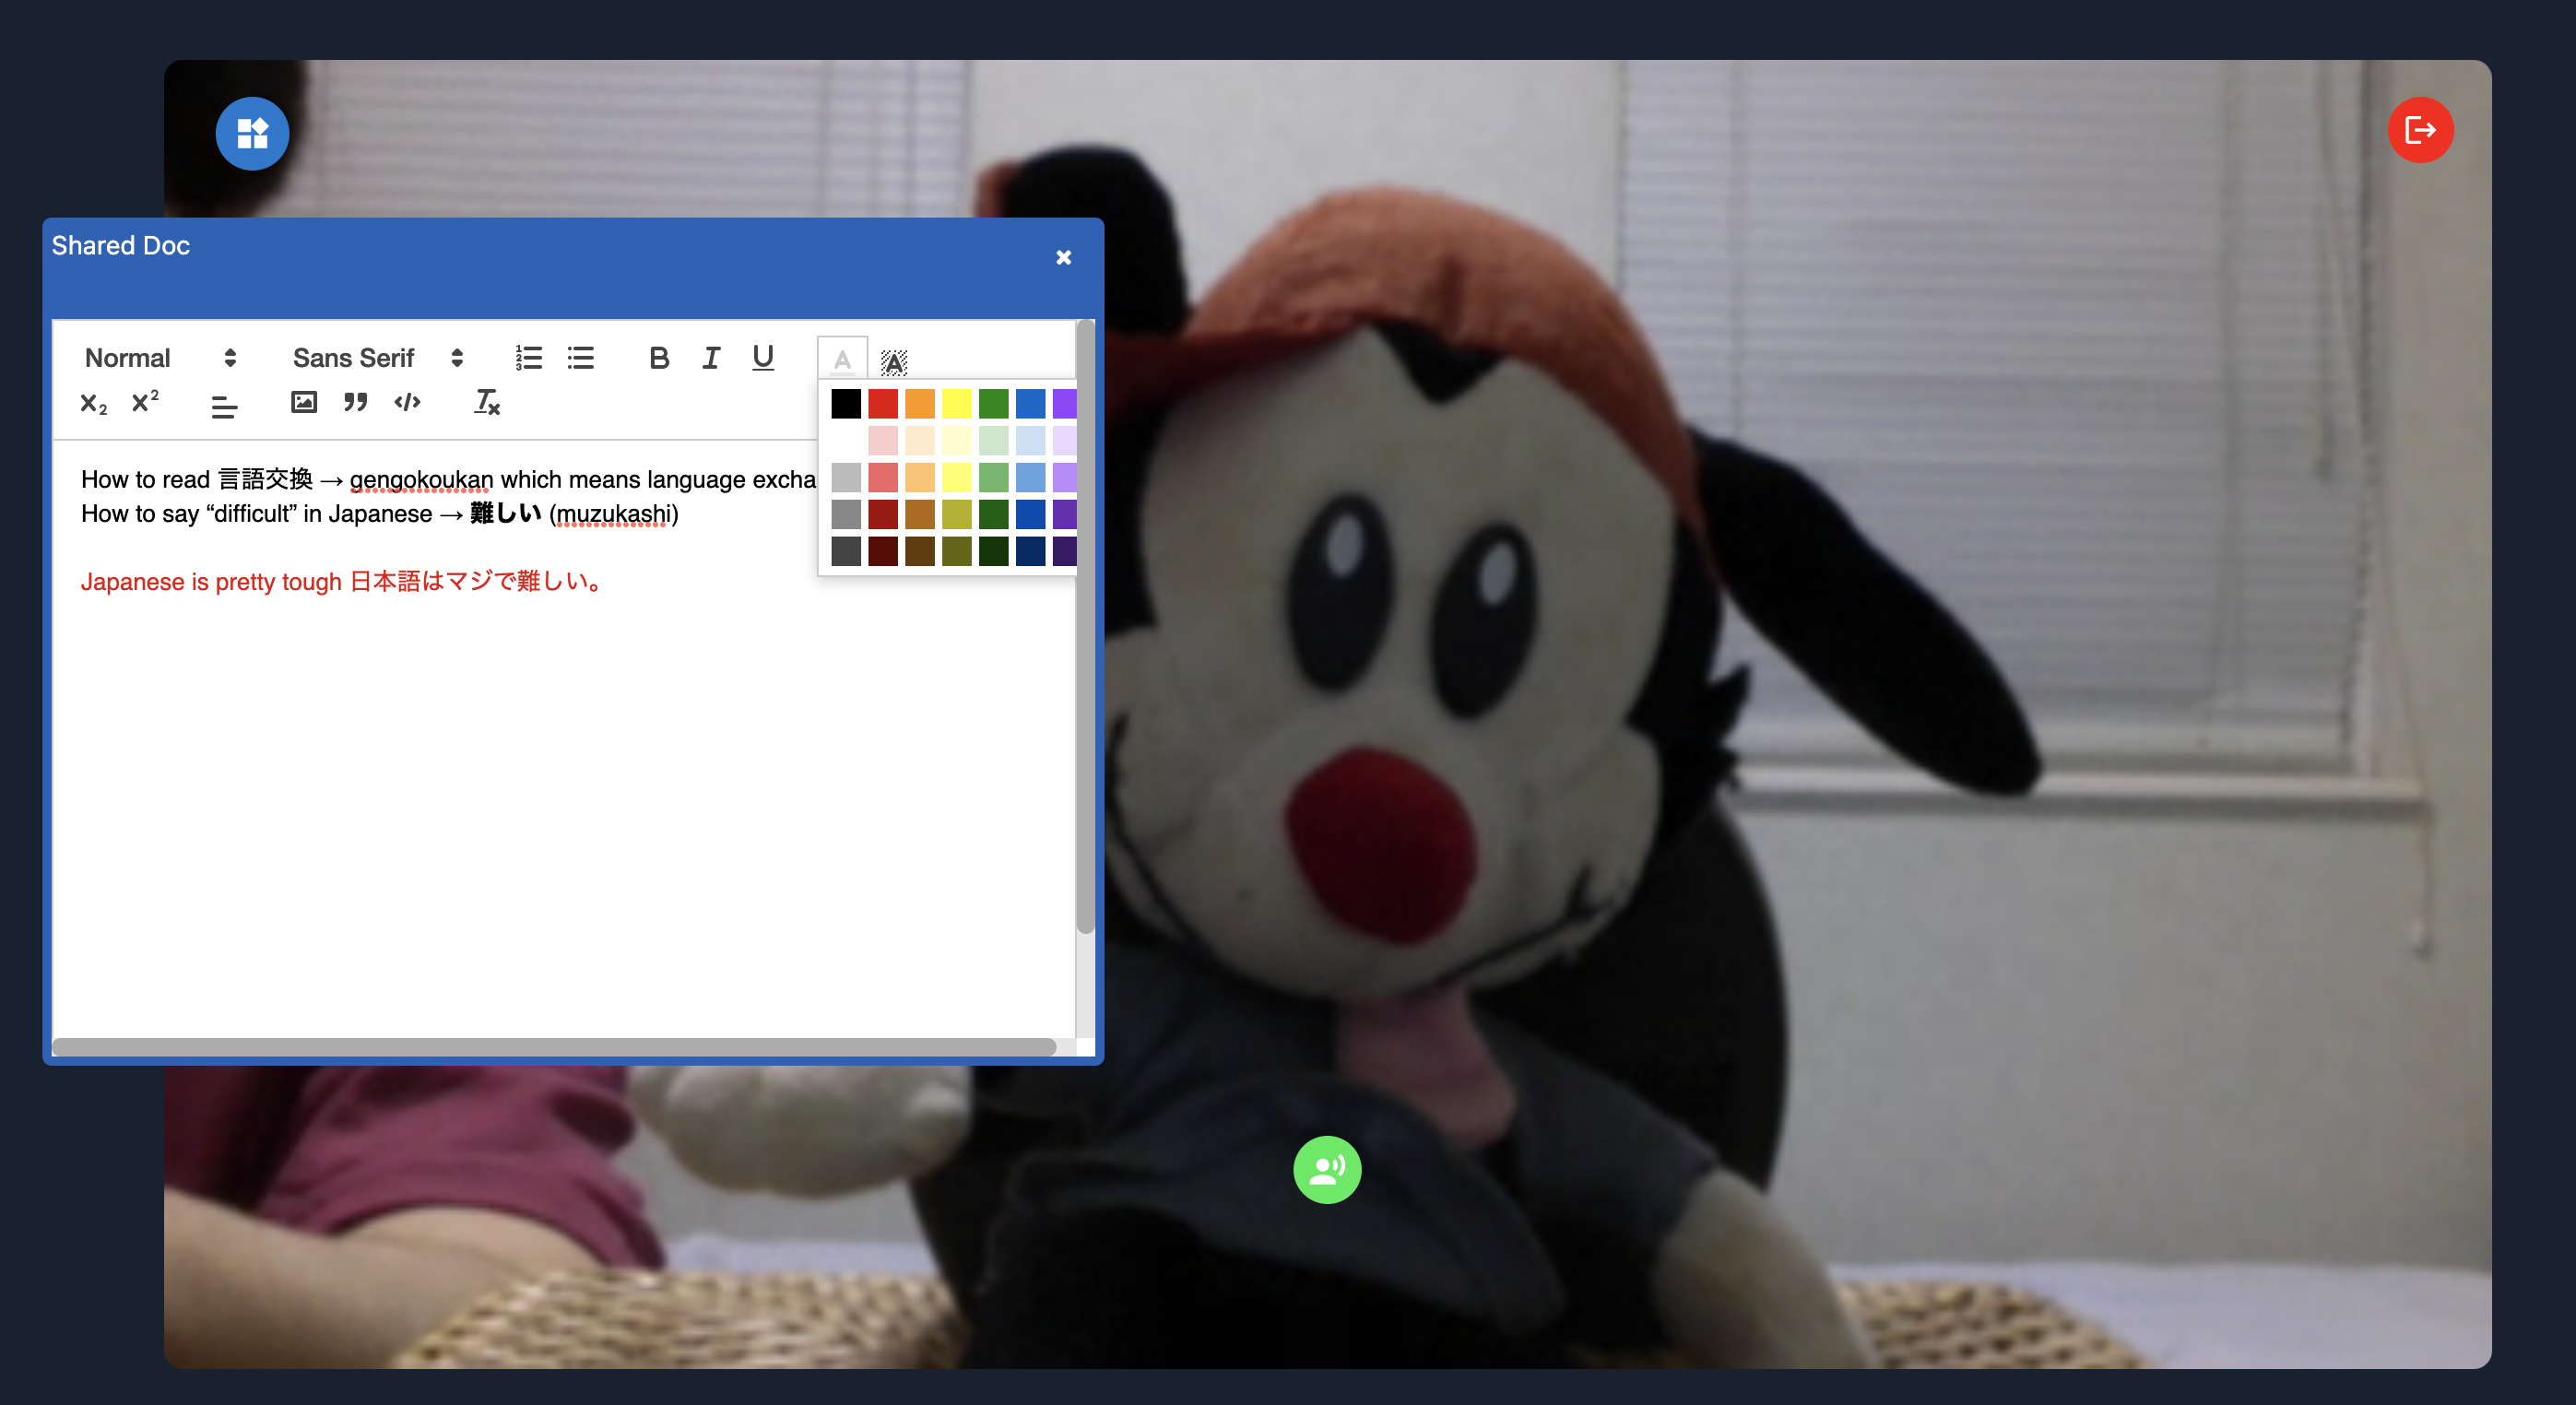 Shared Doc
Normal
Sans Serif
How to read 言語交換 → gengokoukan which means language excha
How to say “difficult” in Japanese → 難しい (muzukashi)
Japanese is pretty tough 日本語はマジで難しい。